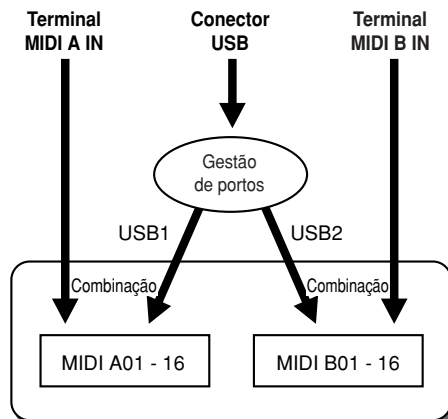 Terminal
MIDI A IN
Conector
USB
Terminal
MIDI B IN
Gestão
de portos
USB1
USB2
Combinação
Combinação
MIDI A01 - 16
MIDI B01 - 16